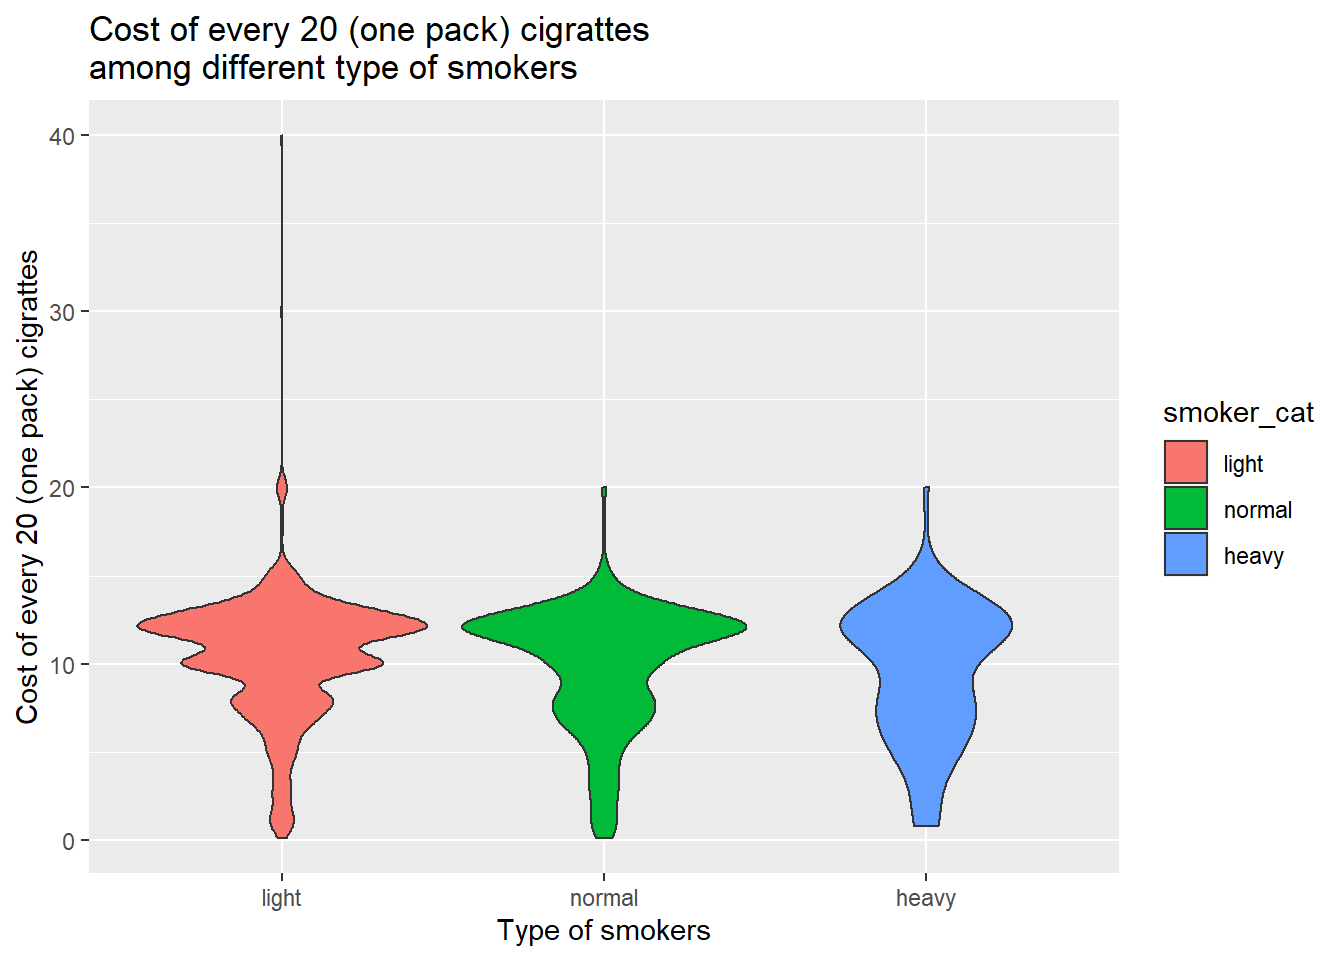 Cost of every 20 (one pack) cigrattes
among different type of smokers
Cost of every 20 (one pack) cigrattes
40
30
20
10
0
light
normal
heavy
Type of smokers
smoker_cat
light
normal
heavy